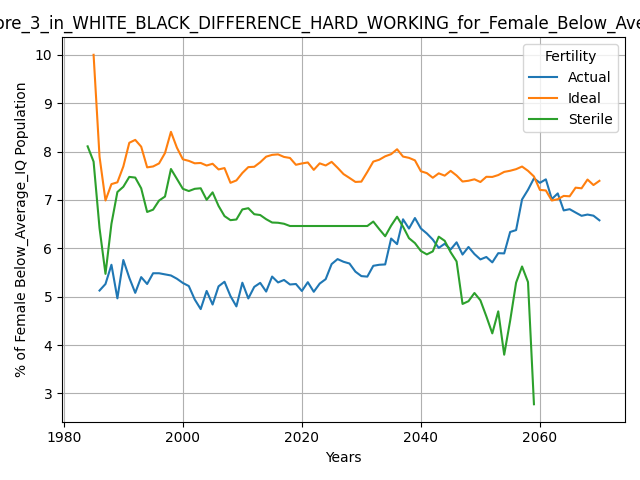 ore_3_in_WHITE_BLACK_DIFFERENCE_HARD_WORKING_for_Female_Below_Ave
Fertility
Actual
Ideal
Sterile
% of Female Below_Average_IQ Population
10
9
8
7
6
5
4
3
1980 2000 2020 2040 2060
Years